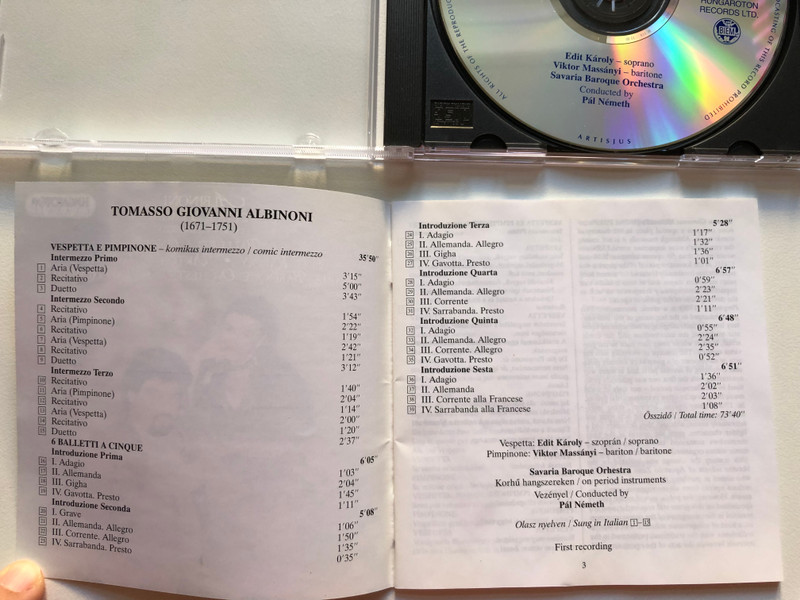 HUNGAROTON
RECORDS LTD.
BIEM
ALL RIGHTS OF THE REPRODUC
CASTING OF THIS RECORD PROHIBITED
Edit Károly – soprano
Viktor Massányi – baritone
Savaria Baroque Orchestra
Conducted by
Pál Németh
ARTISJUS
TOMASSO GIOVANNI ALBINONI
(1671–1751)
VESPETTA E PIMPINONE – komikus intermezzo / comic intermezzo 35'50"
Intermezzo Primo
1 Aria (Vespetta) 3'15"
2 Recitativo 5'00"
3 Duetto 3'43"
Intermezzo Secondo
4 Recitativo 1'54"
5 Aria (Pimpinone) 2'22"
6 Recitativo 1'19"
7 Aria (Vespetta) 2'42"
8 Recitativo 1'21"
9 Duetto 3'12"
Intermezzo Terzo
10 Recitativo 1'40"
11 Aria (Pimpinone) 2'04"
12 Recitativo 1'14"
13 Aria (Vespetta) 2'00"
14 Recitativo 1'20"
15 Duetto 2'37"
6 BALLETTI A CINQUE
Introduzione Prima 6'05"
16 I. Adagio 1'03"
17 II. Allemanda 2'04"
18 III. Gigha 1'45"
19 IV. Gavotta. Presto 1'11"
Introduzione Seconda 5'08"
20 I. Grave 1'06"
21 II. Allemanda. Allegro 1'50"
22 III. Corrente. Allegro 1'35"
23 IV. Sarrabanda. Presto 0'35"
Introduzione Terza 5'28"
24 I. Adagio 1'17"
25 II. Allemanda. Allegro 1'32"
26 III. Gigha 1'36"
27 IV. Gavotta. Presto 1'01"
Introduzione Quarta 6'57"
28 I. Adagio 0'59"
29 II. Allemanda. Allegro 2'23"
30 III. Corrente 2'21"
31 IV. Sarrabanda. Presto 1'11"
Introduzione Quinta 6'48"
32 I. Adagio 0'55"
33 II. Allemanda. Allegro 2'24"
34 III. Corrente. Allegro 2'35"
35 IV. Gavotta. Presto 0'52"
Introduzione Sesta 6'51"
36 I. Adagio 1'36"
37 II. Allemanda 2'02"
38 III. Corrente alla Francese 2'03"
39 IV. Sarrabanda alla Francese 1'08"
Összidő / Total time: 73'40"
Vespetta: Edit Károly – szoprán / soprano
Pimpinone: Viktor Massányi – bariton / baritone
Savaria Baroque Orhestra
Korhű hangszereken / on period instruments
Vezényel / Conducted by
Pál Németh
Olasz nyelven / Sung in Italian 1–15
First recording
3